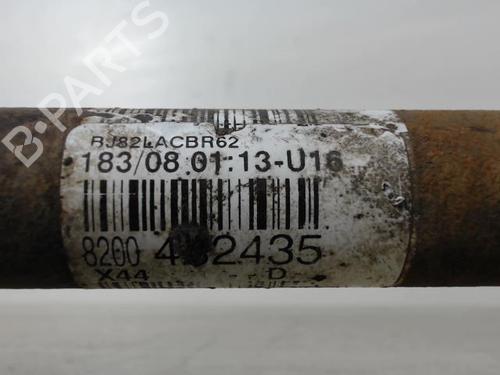 RJ82LACBR62
183/08 01:13-U16
8200 432435
X44 --D--
B-PARTS